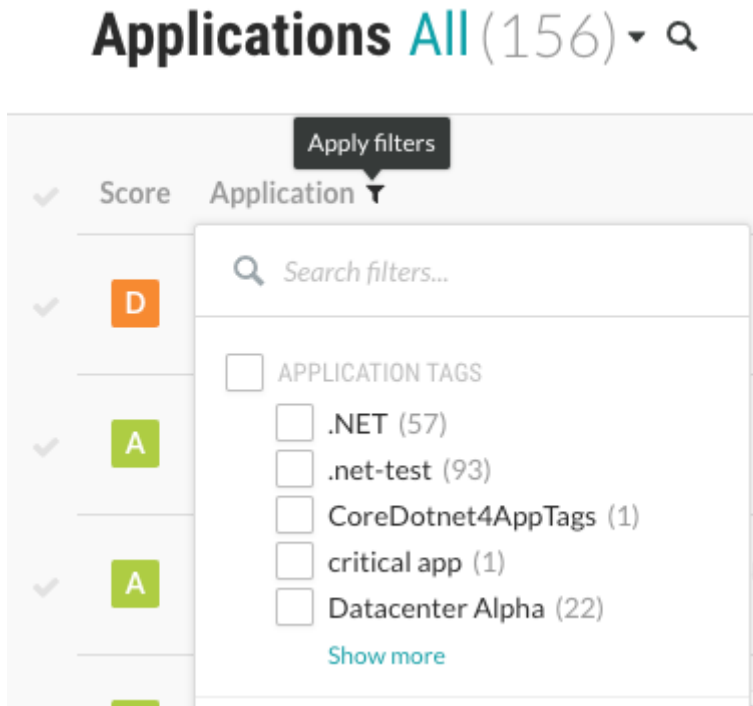 Applications All (156)
Apply filters
Score Application
Search filters...
D
APPLICATION TAGS
.NET (57)
.net-test (93)
A
CoreDotnet4AppTags (1)
critical app (1)
A
Datacenter Alpha (22)
Show more